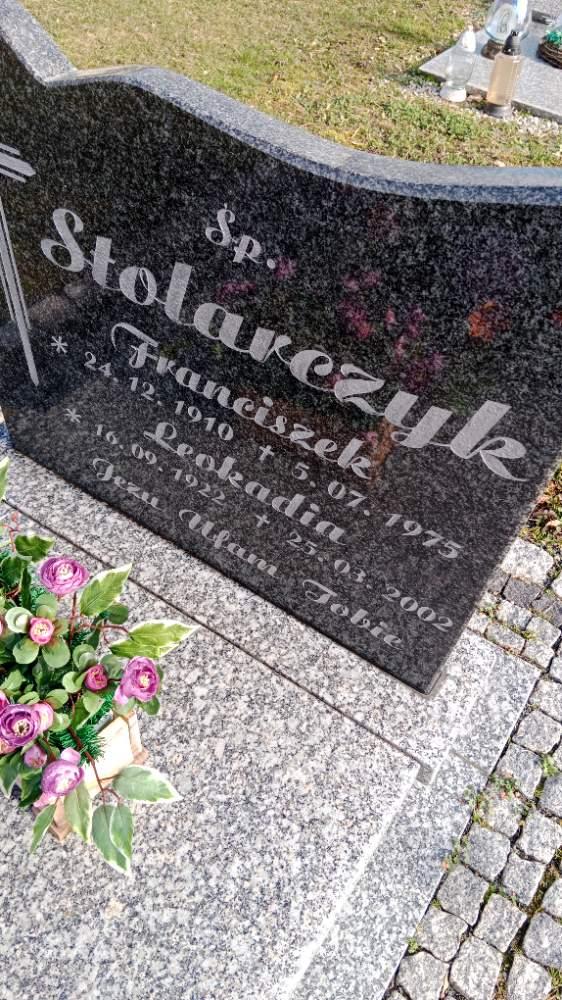 Śp.
Stolarczyk
Franciszek
* 24. 12. 1910 † 5. 07. 1975
Leokadia
* 16. 09. 1922 † 25. 03. 2002
Jezu Ufam Tobie